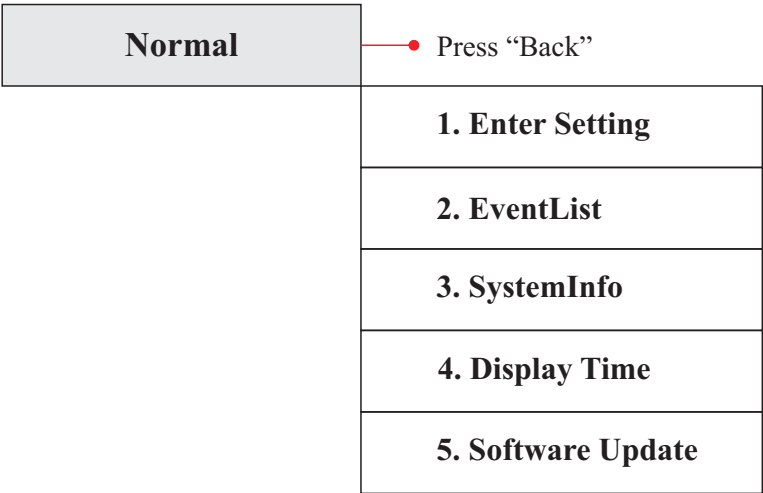 Normal
Press “Back”
1. Enter Setting
2. EventList
3. SystemInfo
4. Display Time
5. Software Update